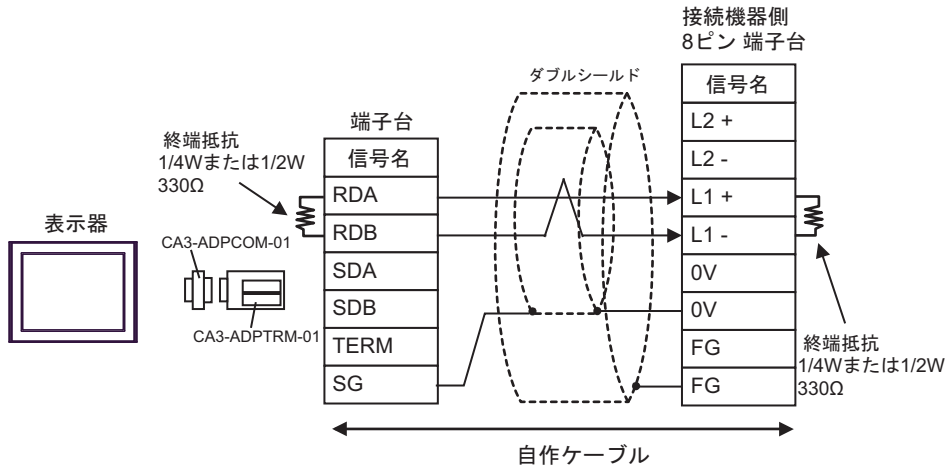 接続機器側
8ピン 端子台
ダブルシールド
信号名
L2 +
L2 -
L1 +
L1 -
0V
0V
FG
FG
端子台
信号名
RDA
RDB
SDA
SDB
TERM
SG
終端抵抗
1/4Wまたは1/2W
330Ω
表示器
CA3-ADPCOM-01
CA3-ADPTRM-01
終端抵抗
1/4Wまたは1/2W
330Ω
自作ケーブル